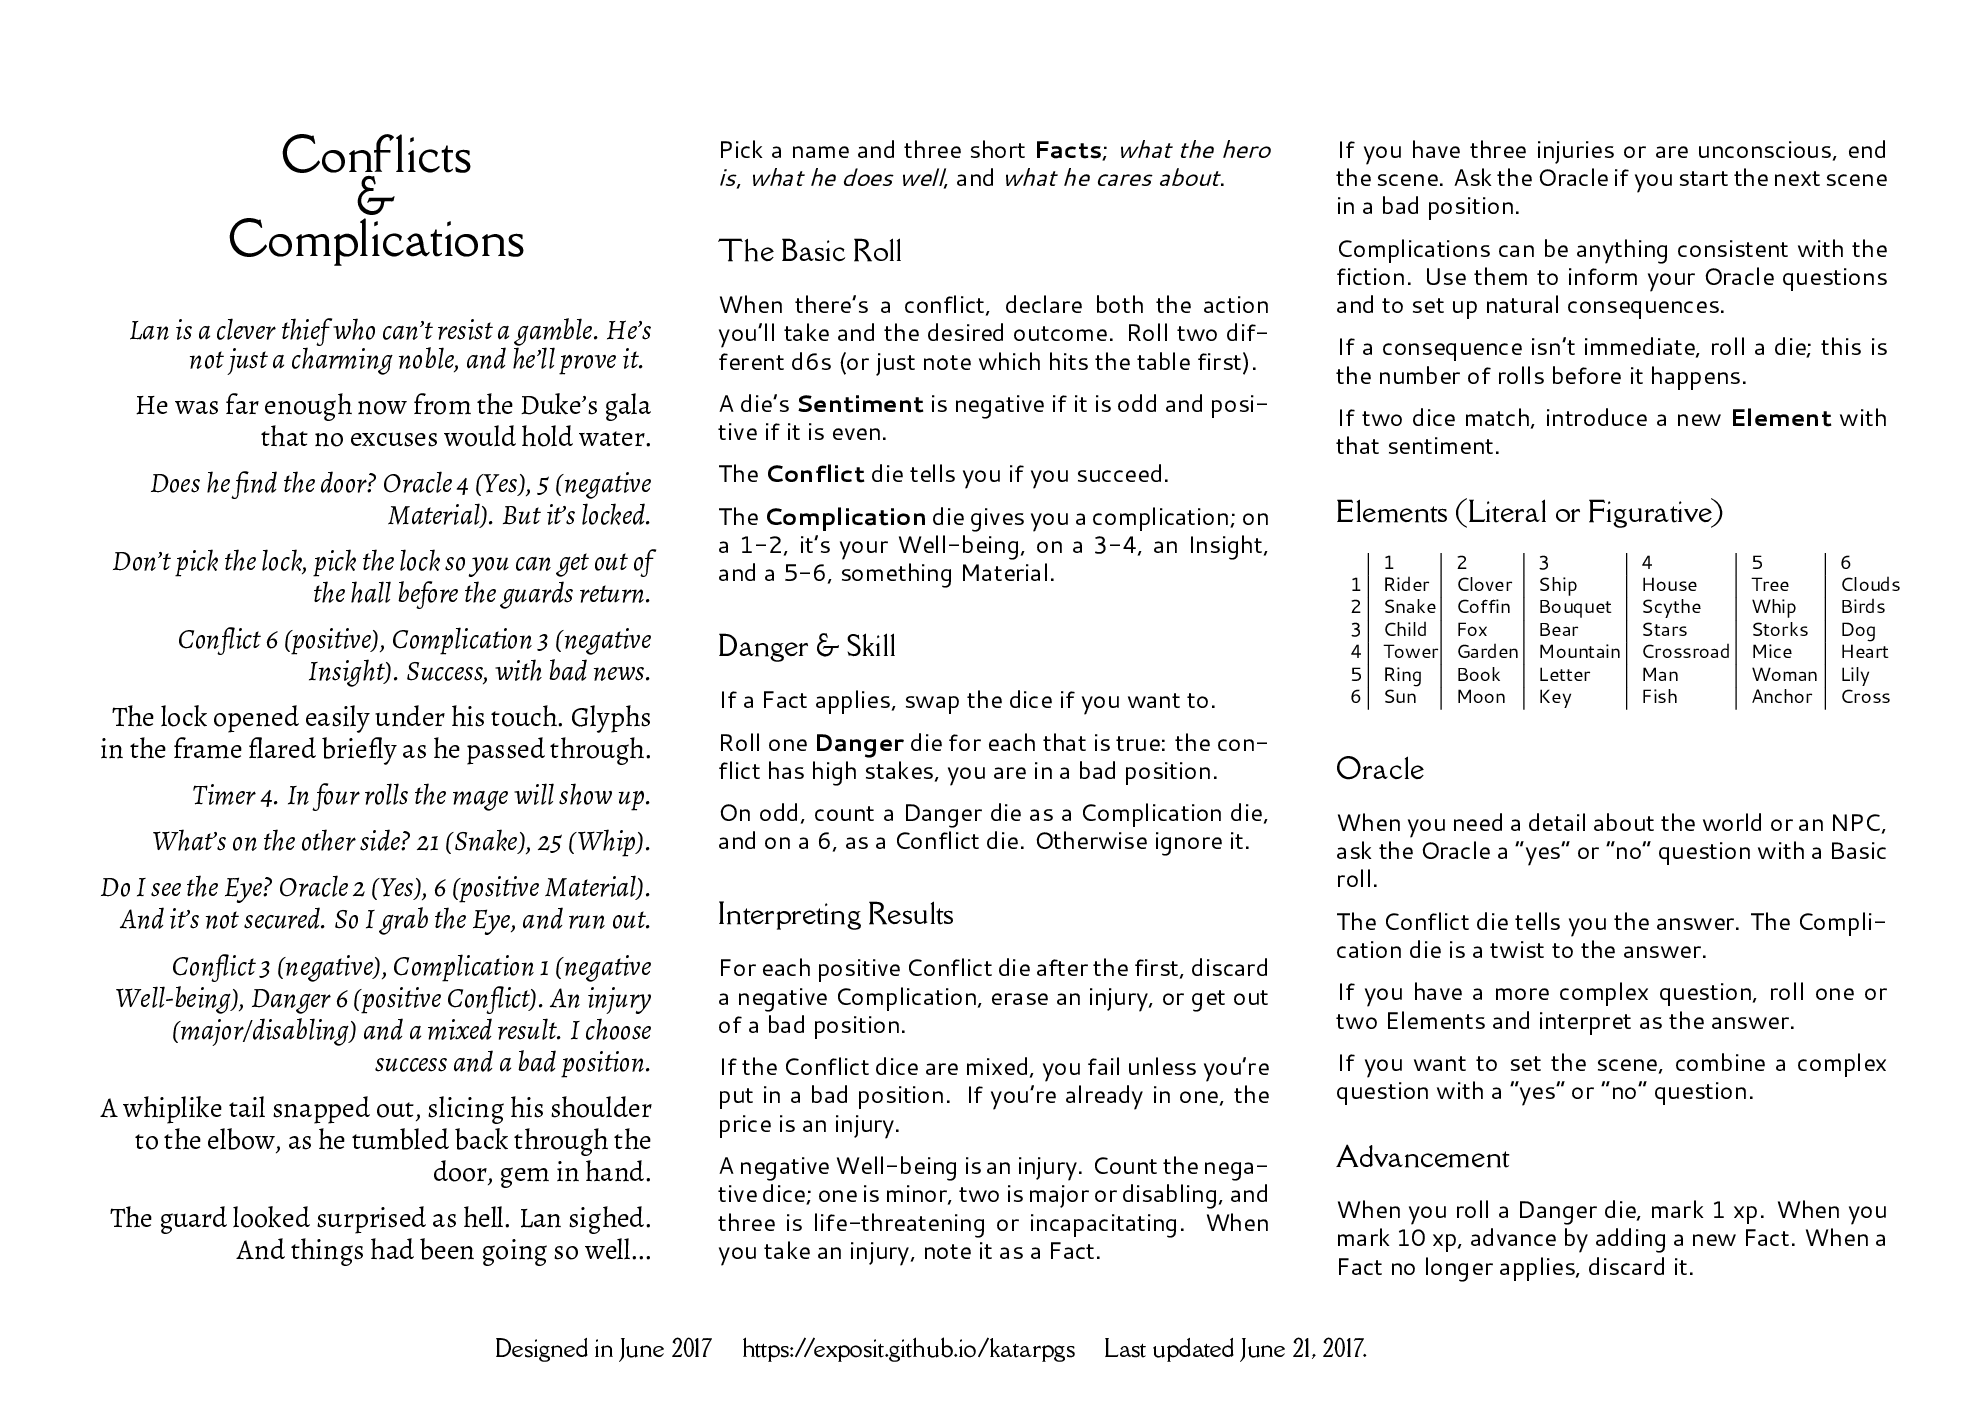 Conflicts
&
Complications
Lan is a clever thief who can't resist a gamble. He's
not just a charming noble, and he'll prove it.
He was far enough now from the Duke's gala
that no excuses would hold water.
Does he find the door? Oracle 4 (Yes), 5 (negative
Material). But it's locked.
Don't pick the lock, pick the lock so you can get out of
the hall before the guards return.
Conflict 6 (positive), Complication 3 (negative
Insight). Success, with bad news.
The lock opened easily under his touch. Glyphs
in the frame flared briefly as he passed through.
Timer 4. In four rolls the mage will show up.
What's on the other side? 21 (Snake), 25 (Whip).
Do I see the Eye? Oracle 2 (Yes), 6 (positive Material).
And it's not secured. So I grab the Eye, and run out.
Conflict 3 (negative), Complication 1 (negative
Well-being), Danger 6 (positive Conflict). An injury
(major/disabling) and a mixed result. I choose
success and a bad position.
A whiplike tail snapped out, slicing his shoulder
to the elbow, as he tumbled back through the
door, gem in hand.
The guard looked surprised as hell. Lan sighed.
And things had been going so well...
Pick a name and three short Facts; what the hero
is, what he does well, and what he cares about.
The Basic Roll
When there's a conflict, declare both the action
you'll take and the desired outcome. Roll two dif-
ferent d6s (or just note which hits the table first).
A die's Sentiment is negative if it is odd and posi-
tive if it is even.
The Conflict die tells you if you succeed.
The Complication die gives you a complication; on
a 1-2, it's your Well-being, on a 3-4, an Insight,
and a 5-6, something Material.
Danger & Skill
If a Fact applies, swap the dice if you want to.
Roll one Danger die for each that is true: the con-
flict has high stakes, you are in a bad position.
On odd, count a Danger die as a Complication die,
and on a 6, as a Conflict die. Otherwise ignore it.
Interpreting Results
For each positive Conflict die after the first, discard
a negative Complication, erase an injury, or get out
of a bad position.
If the Conflict dice are mixed, you fail unless you're
put in a bad position. If you're already in one, the
price is an injury.
A negative Well-being is an injury. Count the nega-
tive dice; one is minor, two is major or disabling, and
three is life-threatening or incapacitating. When
you take an injury, note it as a Fact.
If you have three injuries or are unconscious, end
the scene. Ask the Oracle if you start the next scene
in a bad position.
Complications can be anything consistent with the
fiction. Use them to inform your Oracle questions
and to set up natural consequences.
If a consequence isn't immediate, roll a die; this is
the number of rolls before it happens.
If two dice match, introduce a new Element with
that sentiment.
Elements (Literal or Figurative)
1 2 3 4 5 6
1 Rider Clover Ship House Tree Clouds
2 Snake Coffin Bouquet Scythe Whip Birds
3 Child Fox Bear Stars Storks Dog
4 Tower Garden Mountain Crossroad Mice Heart
5 Ring Book Letter Man Woman Lily
6 Sun Moon Key Fish Anchor Cross
Oracle
When you need a detail about the world or an NPC,
ask the Oracle a "yes" or "no" question with a Basic
roll.
The Conflict die tells you the answer. The Compli-
cation die is a twist to the answer.
If you have a more complex question, roll one or
two Elements and interpret as the answer.
If you want to set the scene, combine a complex
question with a "yes" or "no" question.
Advancement
When you roll a Danger die, mark 1 xp. When you
mark 10 xp, advance by adding a new Fact. When a
Fact no longer applies, discard it.
Designed in June 2017 https://exposit.github.io/katarpgs Last updated June 21, 2017.